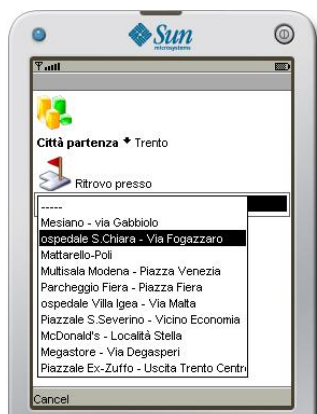 Sun
microsystems
Città partenza Trento
Ritrovo presso
-----
Mesiano - via Gabbiolo
ospedale S.Chiara - Via Fogazzaro
Mattarello-Poli
Multisala Modena - Piazza Venezia
Parcheggio Fiera - Piazza Fiera
ospedale Villa Igea - Via Malta
Piazzale S.Severino - Vicino Economia
McDonald's - Località Stella
Megastore - Via Degasperi
Piazzale Ex-Zuffo - Uscita Trento Centr
Cancel